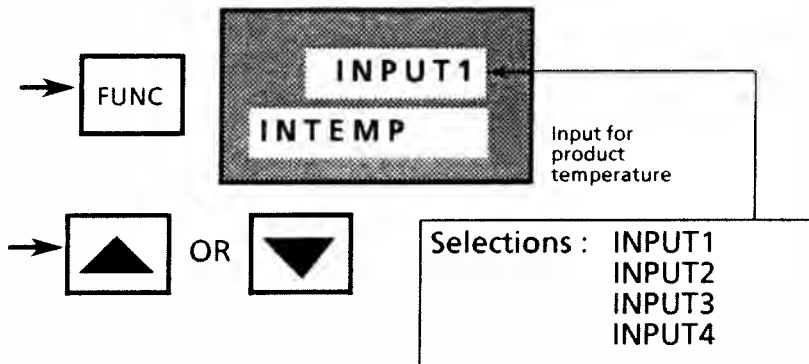 FUNC
INPUT1
INTEMP
Input for
product
temperature
OR
Selections : INPUT1
INPUT2
INPUT3
INPUT4